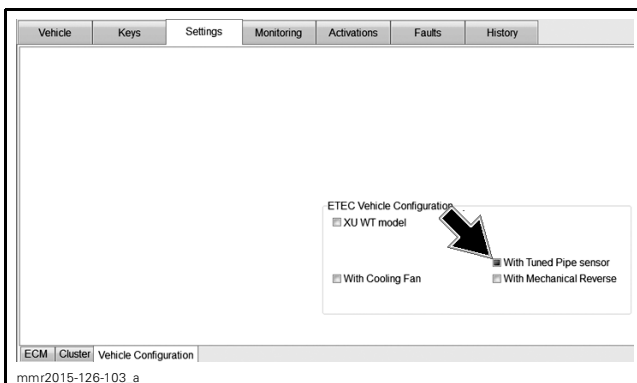 Vehicle Keys Settings Monitoring Activations Faults History
ETEC Vehicle Configuration
XU WT model
With Tuned Pipe sensor
With Cooling Fan With Mechanical Reverse
ECM Cluster Vehicle Configuration
mmr2015-126-103_a